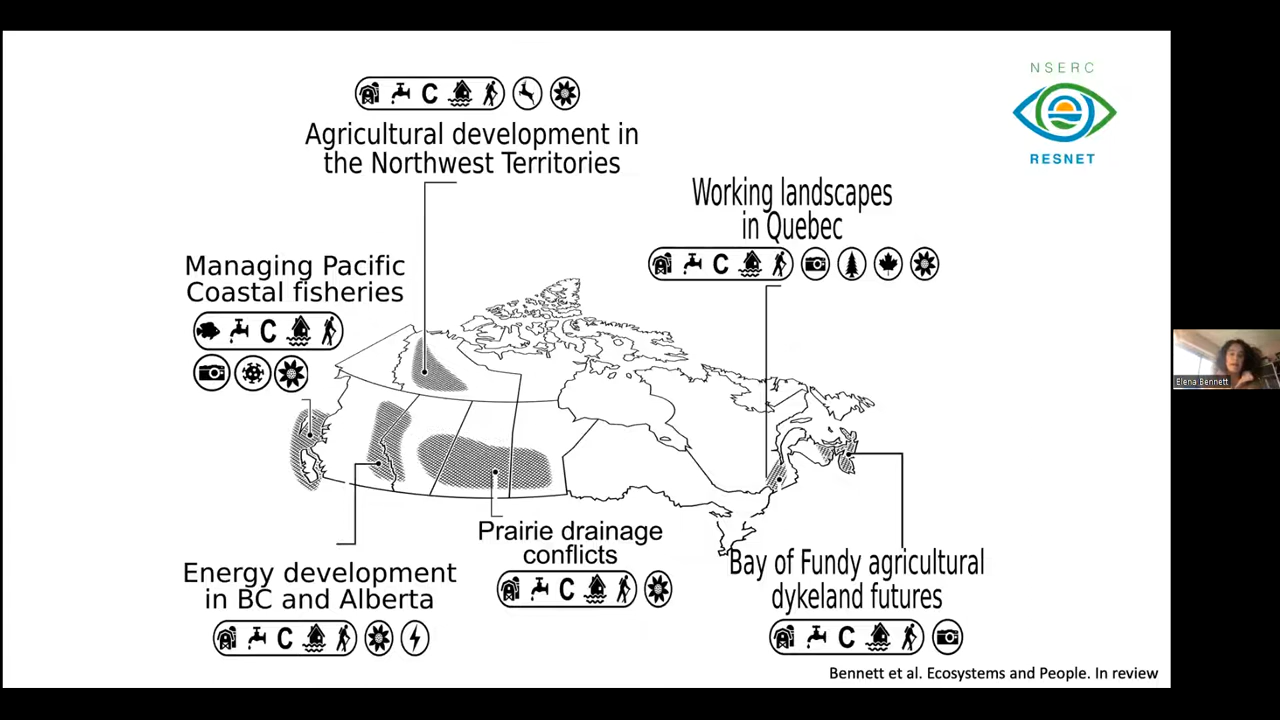 NSERC
RESNET
C
Agricultural development in
the Northwest Territories
Working landscapes
in Quebec
C
Managing Pacific
Coastal fisheries
C
Elena Bennett
Prairie drainage
conflicts
C
Energy development
in BC and Alberta
C
Bay of Fundy agricultural
dykeland futures
C
Bennett et al. Ecosystems and People. In review